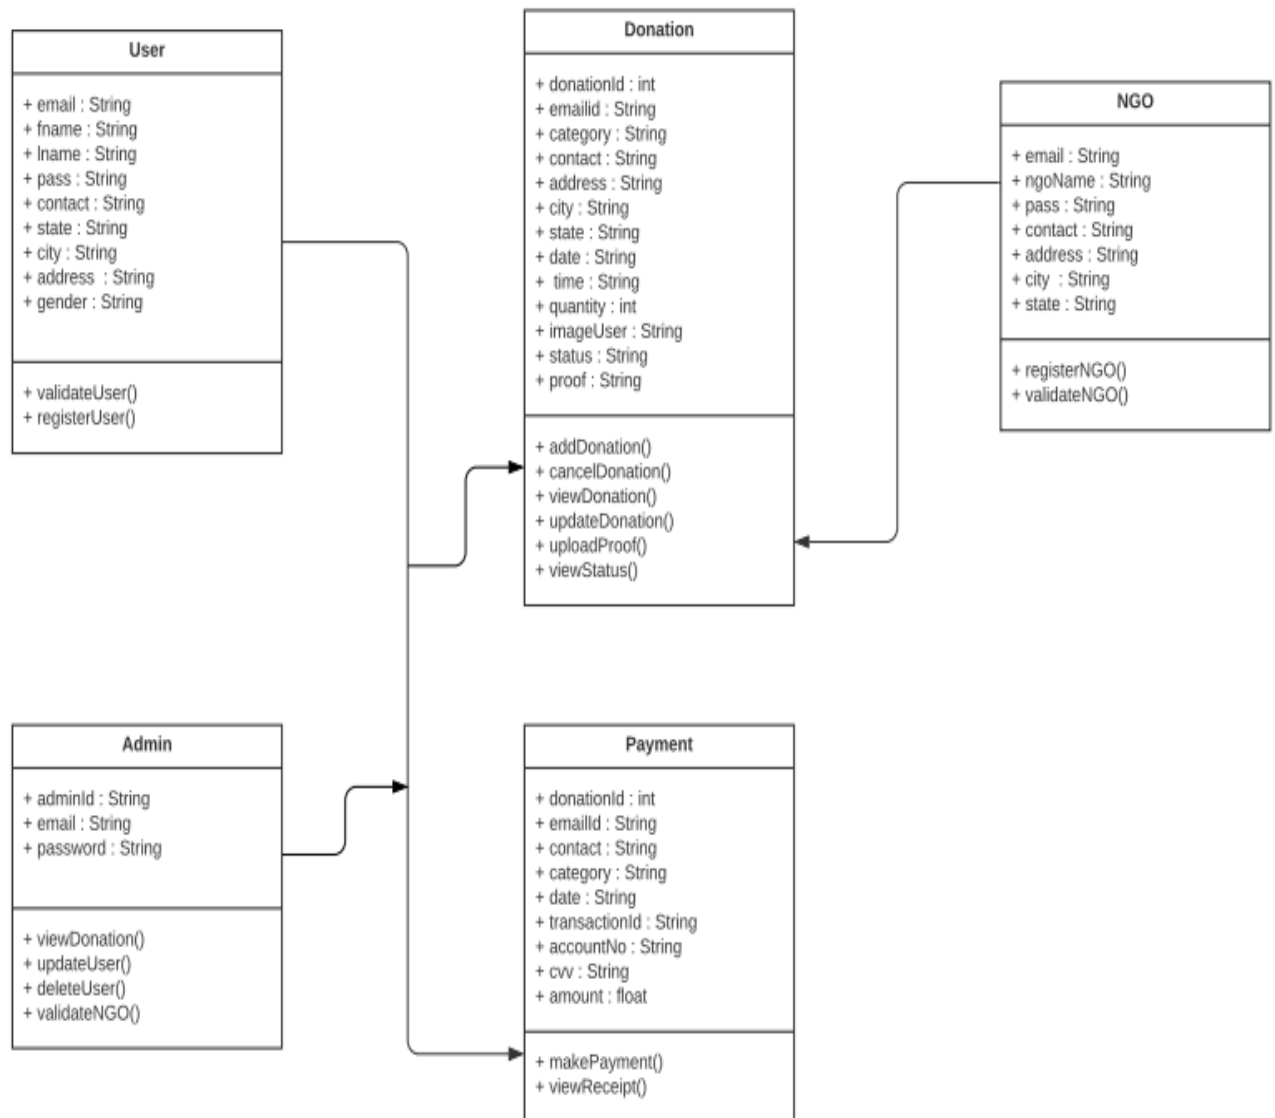 User
+ email : String
+ fname : String
+ lname : String
+ pass : String
+ contact : String
+ state : String
+ city : String
+ address  : String
+ gender : String
+ validateUser()
+ registerUser()
Donation
+ donationId : int
+ emailid : String
+ category : String
+ contact : String
+ address : String
+ city : String
+ state : String
+ date : String
+  time : String
+ quantity : int
+ imageUser : String
+ status : String
+ proof : String
+ addDonation()
+ cancelDonation()
+ viewDonation()
+ updateDonation()
+ uploadProof()
+ viewStatus()
NGO
+ email : String
+ ngoName : String
+ pass : String
+ contact : String
+ address : String
+ city  : String
+ state : String
+ registerNGO()
+ validateNGO()
Admin
+ adminId : String
+ email : String
+ password : String
+ viewDonation()
+ updateUser()
+ deleteUser()
+ validateNGO()
Payment
+ donationId : int
+ emailId : String
+ contact : String
+ category : String
+ date : String
+ transactionId : String
+ accountNo : String
+ cvv : String
+ amount : float
+ makePayment()
+ viewReceipt()